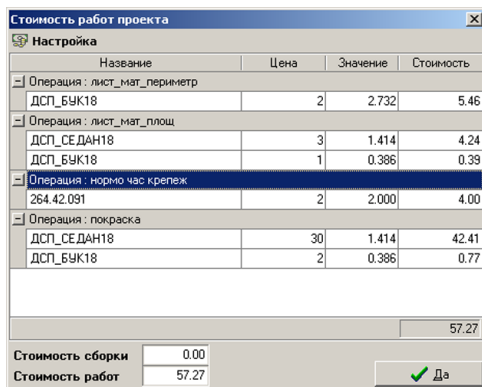 Стоимость работ проекта
Настройка
Название Цена Значение Стоимость
Операция : лист_мат_периметр
ДСП_БУК18 2 2.732 5.46
Операция : лист_мат_площ
ДСП_СЕДАН18 3 1.414 4.24
ДСП_БУК18 1 0.386 0.39
Операция : нормо час крепеж
264.42.091 2 2.000 4.00
Операция : покраска
ДСП_СЕДАН18 30 1.414 42.41
ДСП_БУК18 2 0.386 0.77
57.27
Стоимость сборки 0.00
Стоимость работ 57.27
Да